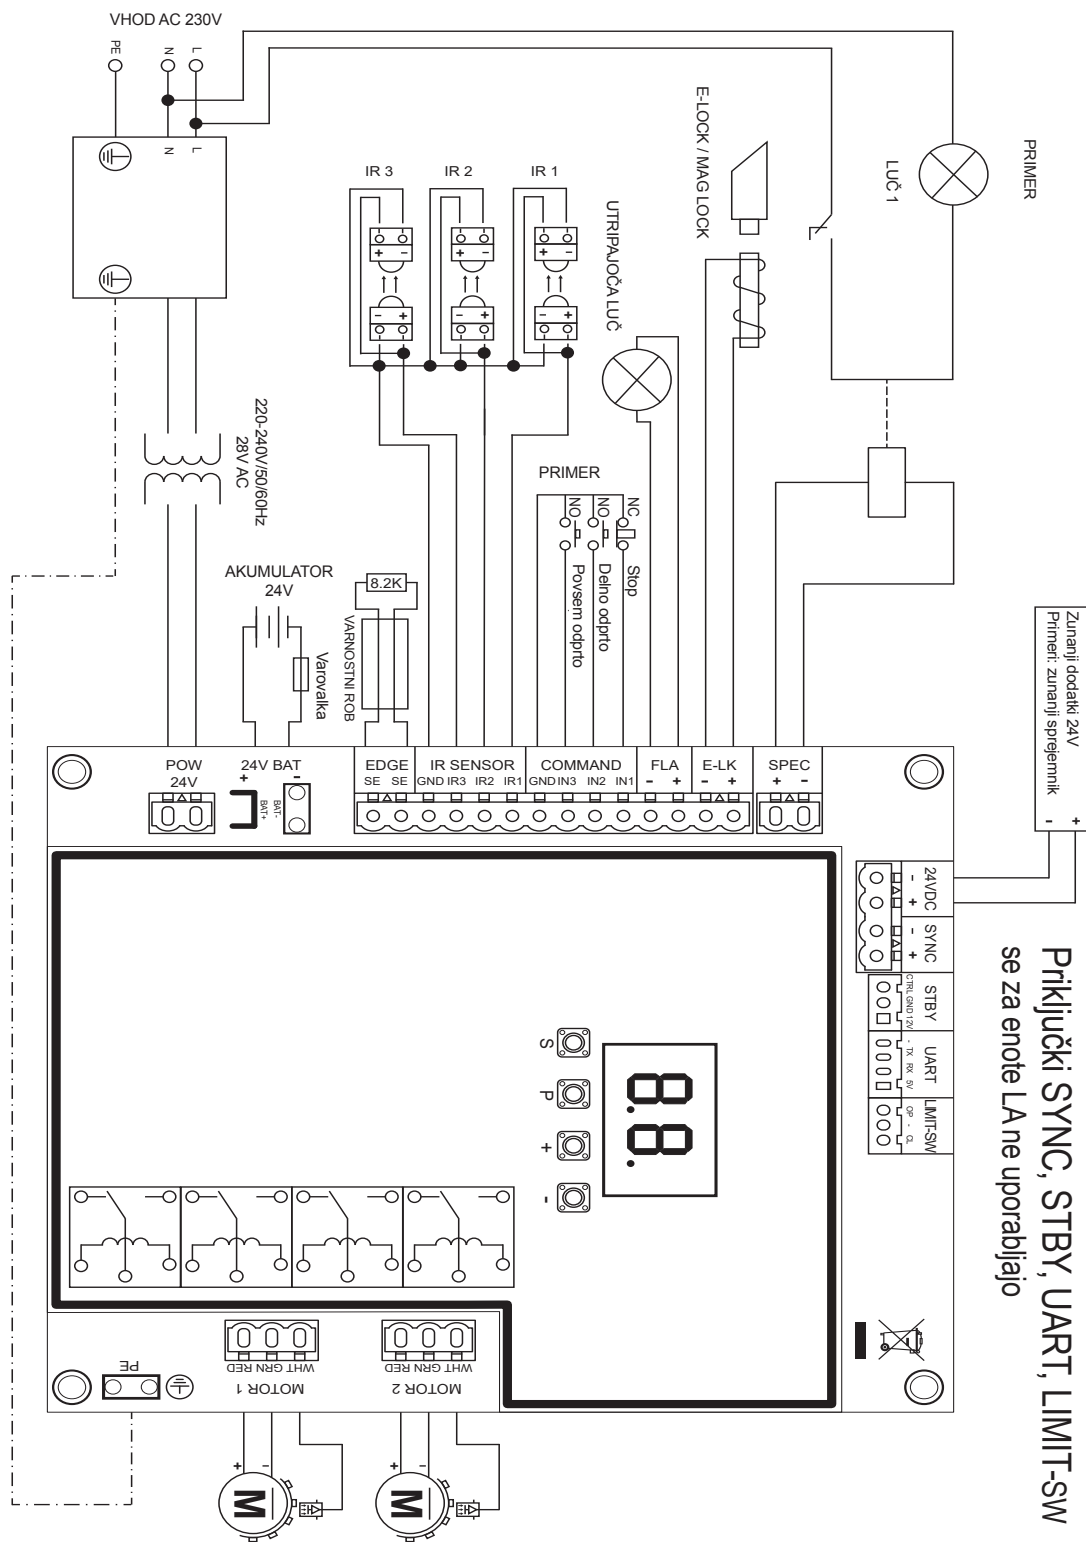 VHOD AC 230V
PE
N
L
N
L
PRIMER
LUČ 1
E-LOCK / MAG LOCK
UTRIPAJOČA LUČ
IR 3
IR 2
IR 1
+ -
+ -
+ -
- +
- +
- +
220-240V/50/60Hz
28V AC
AKUMULATOR
24V
+ -
Varovalka
8.2K
VARNOSTNI ROB
PRIMER
NO
NO
NC
Povsem odprto
Delno odprto
Stop
Zunanji dodatki 24V
Primeri: zunanji sprejemnik
- +
POW
24V
24V BAT
+ -
BAT+
BAT-
EDGE
SE SE
IR SENSOR
GND IR3 IR2 IR1
COMMAND
GND IN3 IN2 IN1
FLA
- +
E-LK
- +
SPEC
+ -
24VDC
- +
SYNC
- +
STBY
CTRL GND 12V
UART
- TX RX 5V
LIMIT-SW
OP - CL
Priključki SYNC, STBY, UART, LIMIT-SW
se za enote LA ne uporabljajo
S
P
+
-
8.8.
PE
WHT GRN RED
MOTOR 1
WHT GRN RED
MOTOR 2
+ -
M
+ -
M